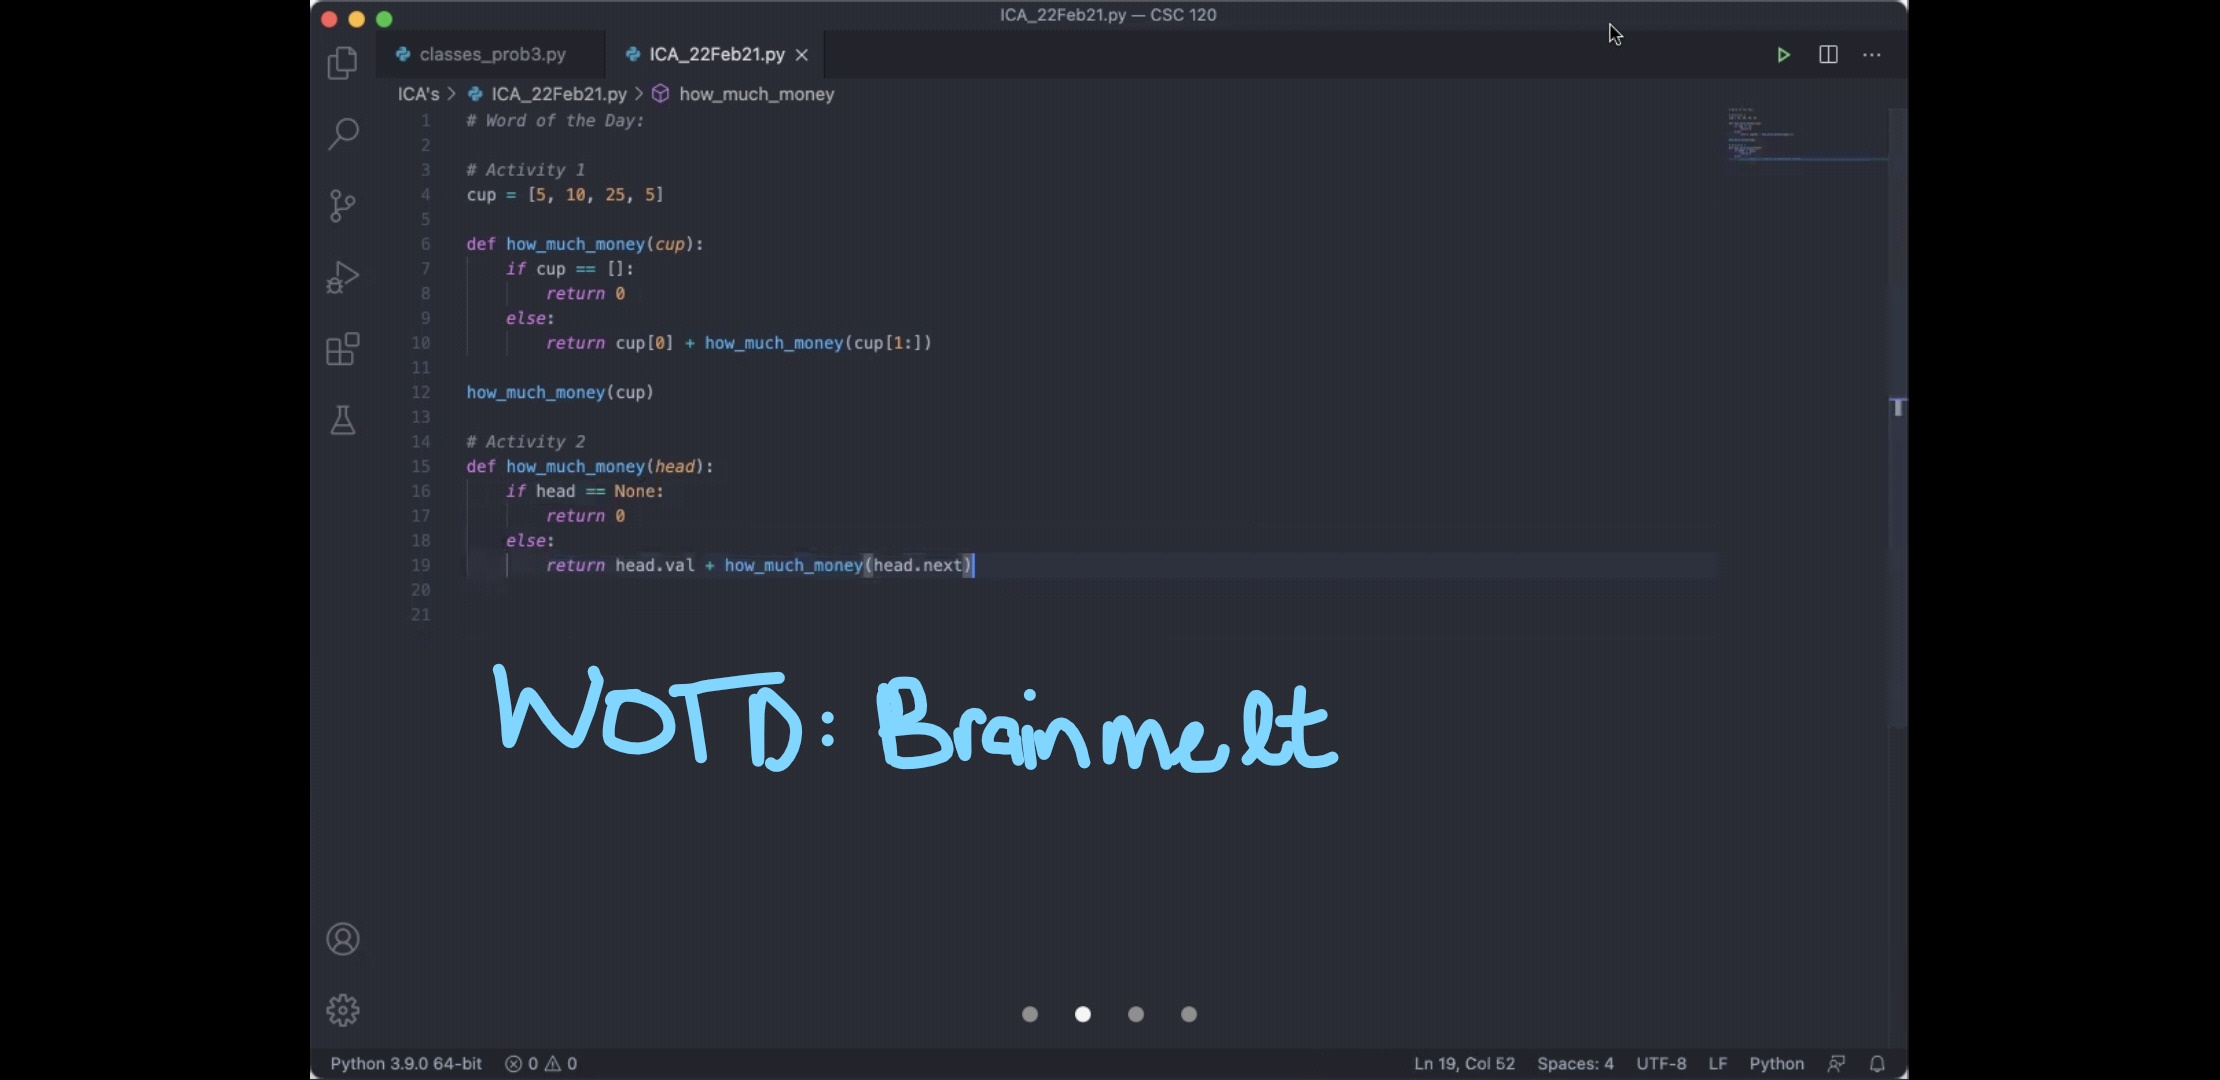 ICA_22Feb21.py — CSC 120
classes_prob3.py ICA_22Feb21.py
ICA's > ICA_22Feb21.py > how_much_money
1 # Word of the Day:
2
3 # Activity 1
4 cup = [5, 10, 25, 5]
5
6 def how_much_money(cup):
7 if cup == []:
8 return 0
9 else:
10 return cup[0] + how_much_money(cup[1:])
11
12 how_much_money(cup)
13
14 # Activity 2
15 def how_much_money(head):
16 if head == None:
17 return 0
18 else:
19 return head.val + how_much_money(head.next)
20
21
WOTD: Brainmelt
Python 3.9.0 64-bit 0 0 Ln 19, Col 52 Spaces: 4 UTF-8 LF Python